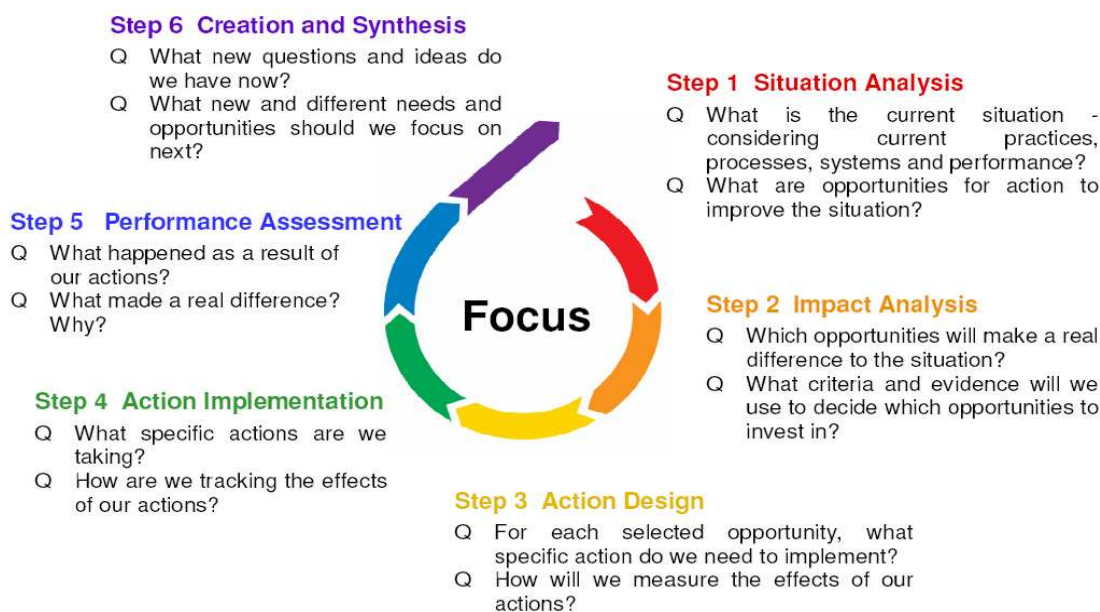 Step 6 Creation and Synthesis
Q What new questions and ideas do
we have now?
Q What new and different needs and
opportunities should we focus on
next?
Step 1 Situation Analysis
Q What is the current situation -
considering current practices,
processes, systems and performance?
Q What are opportunities for action to
improve the situation?
Step 5 Performance Assessment
Q What happened as a result of
our actions?
Q What made a real difference?
Why?
Focus
Step 2 Impact Analysis
Q Which opportunities will make a real
difference to the situation?
Q What criteria and evidence will we
use to decide which opportunities to
invest in?
Step 4 Action Implementation
Q What specific actions are we
taking?
Q How are we tracking the effects
of our actions?
Step 3 Action Design
Q For each selected opportunity, what
specific action do we need to implement?
Q How will we measure the effects of our
actions?